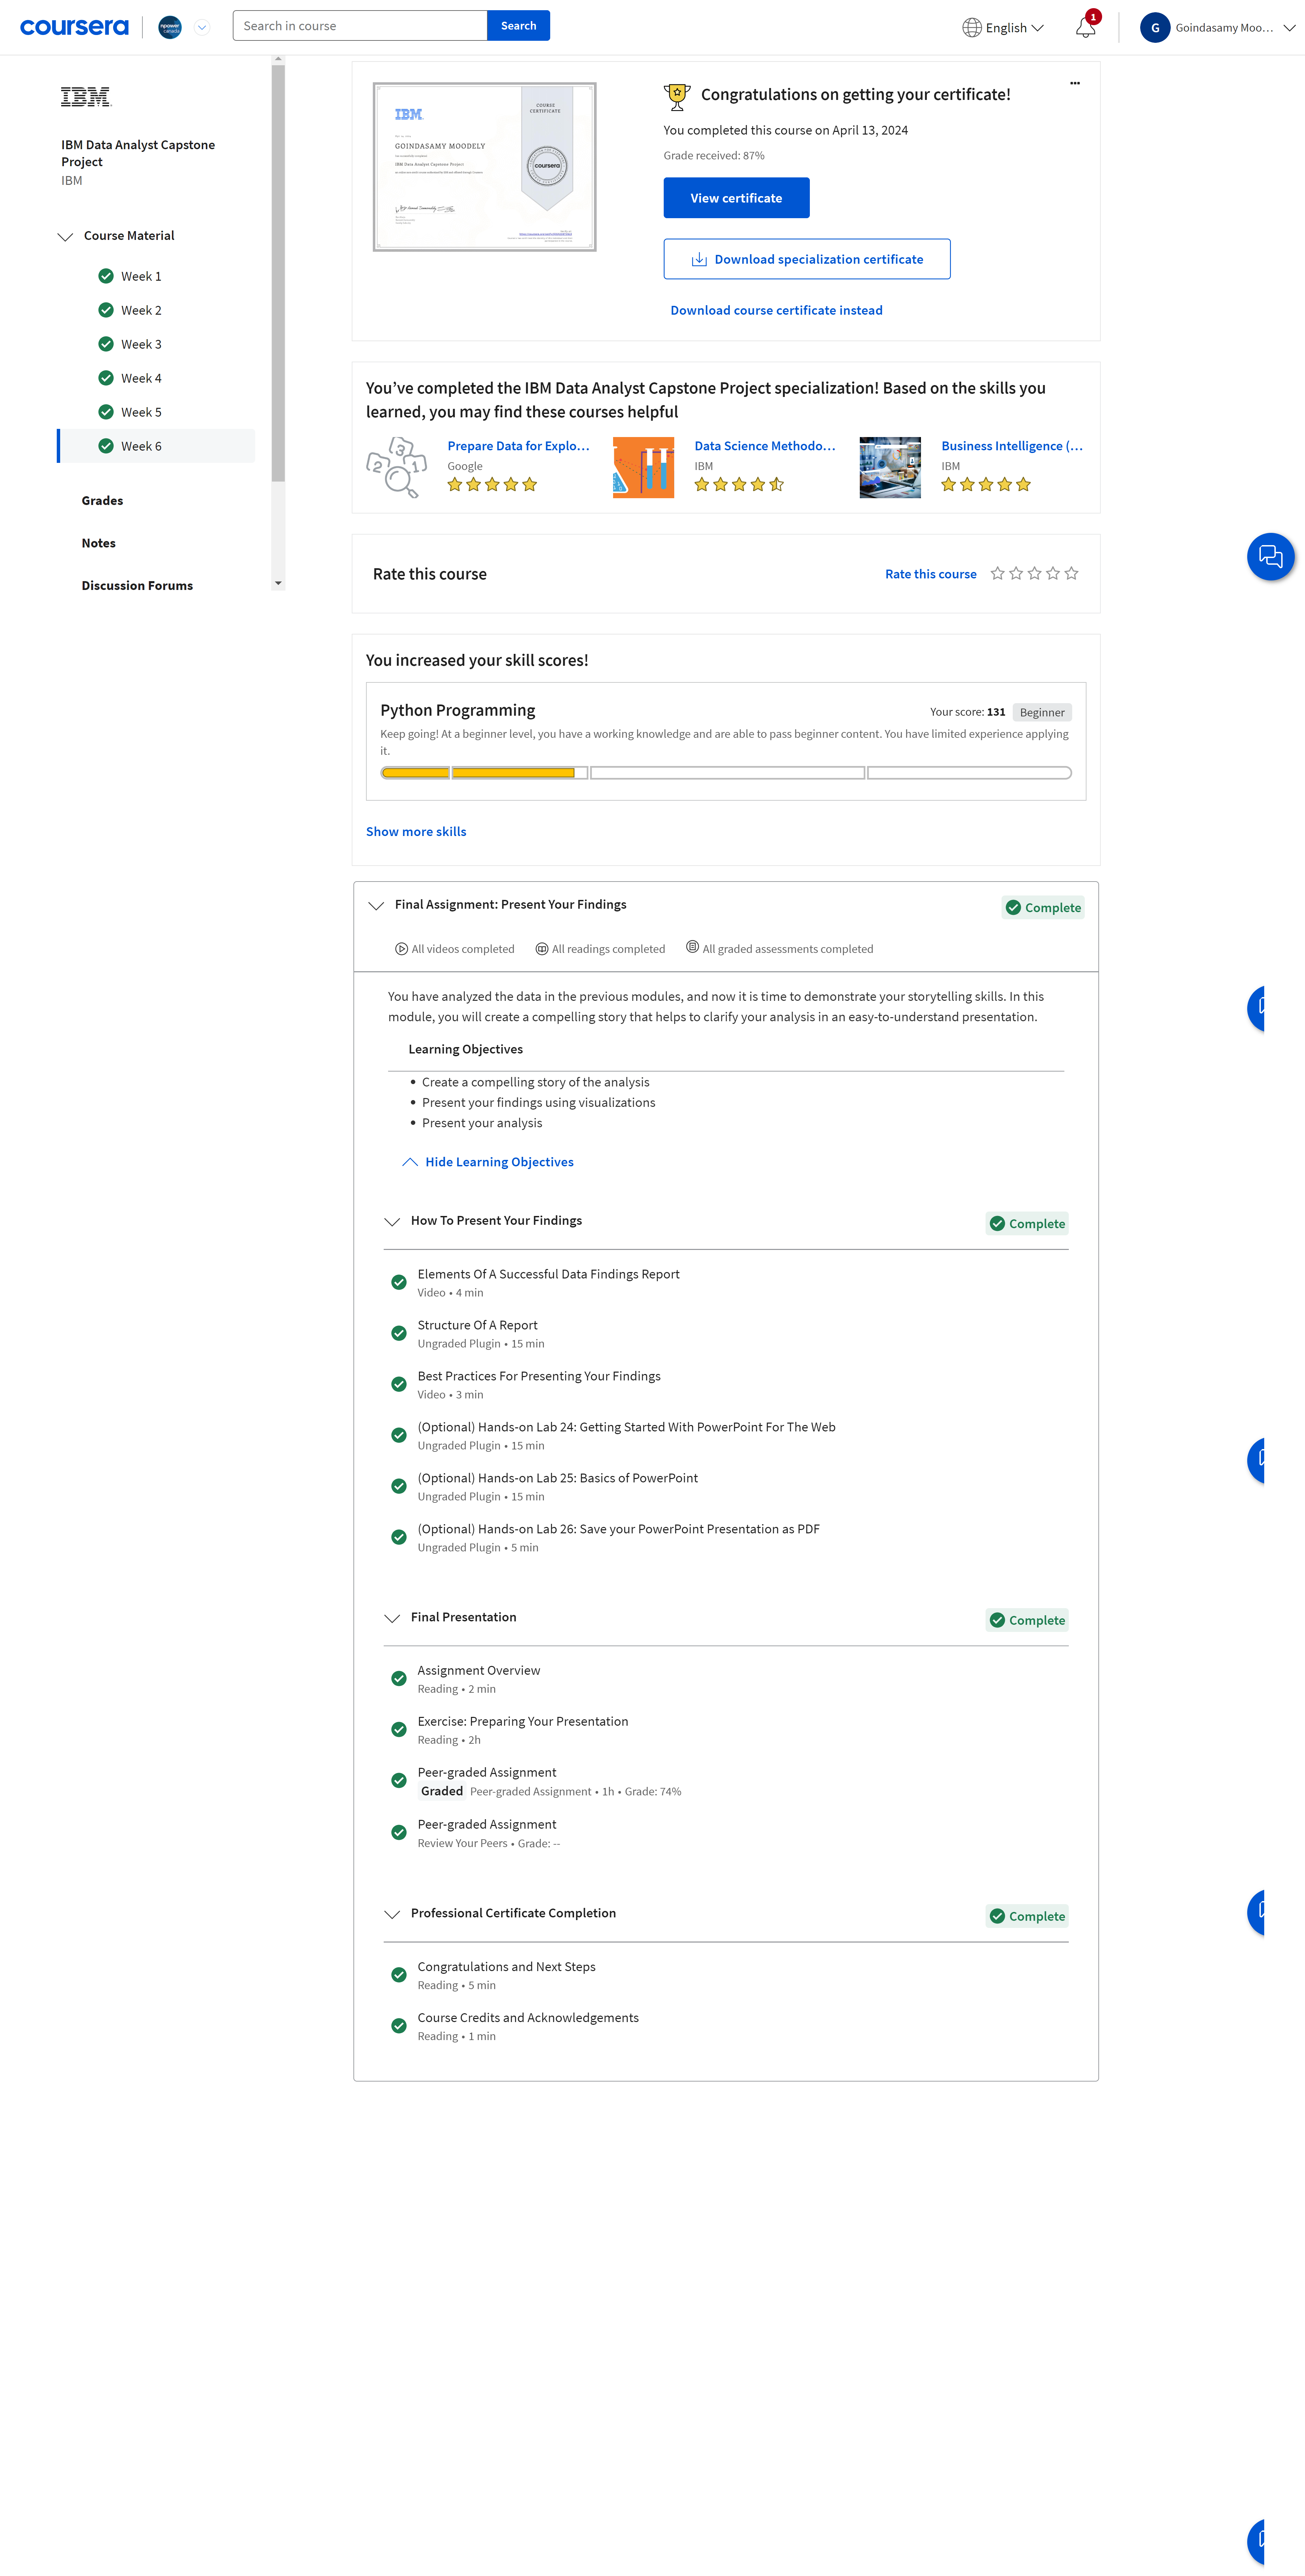 coursera
npower
canada
Search in course
Search
English
1
G
Goindasamy Moo...
IBM
IBM Data Analyst Capstone
Project
IBM
Course Material
Week 1
Week 2
Week 3
Week 4
Week 5
Week 6
Grades
Notes
Discussion Forums
IBM
GOINDASAMY MOODELY
IBM Data Analyst Capstone Project
COURSE
CERTIFICATE
coursera
Congratulations on getting your certificate!
You completed this course on April 13, 2024
Grade received: 87%
View certificate
Download specialization certificate
Download course certificate instead
You’ve completed the IBM Data Analyst Capstone Project specialization! Based on the skills you
learned, you may find these courses helpful
2 3 1
Prepare Data for Explo...
Google
Data Science Methodo...
IBM
Business Intelligence (...
IBM
Rate this course
Rate this course
You increased your skill scores!
Python Programming
Your score: 131 Beginner
Keep going! At a beginner level, you have a working knowledge and are able to pass beginner content. You have limited experience applying
it.
Show more skills
Final Assignment: Present Your Findings
Complete
All videos completed
All readings completed
All graded assessments completed
You have analyzed the data in the previous modules, and now it is time to demonstrate your storytelling skills. In this
module, you will create a compelling story that helps to clarify your analysis in an easy-to-understand presentation.
Learning Objectives
• Create a compelling story of the analysis
• Present your findings using visualizations
• Present your analysis
Hide Learning Objectives
How To Present Your Findings
Complete
Elements Of A Successful Data Findings Report
Video • 4 min
Structure Of A Report
Ungraded Plugin • 15 min
Best Practices For Presenting Your Findings
Video • 3 min
(Optional) Hands-on Lab 24: Getting Started With PowerPoint For The Web
Ungraded Plugin • 15 min
(Optional) Hands-on Lab 25: Basics of PowerPoint
Ungraded Plugin • 15 min
(Optional) Hands-on Lab 26: Save your PowerPoint Presentation as PDF
Ungraded Plugin • 5 min
Final Presentation
Complete
Assignment Overview
Reading • 2 min
Exercise: Preparing Your Presentation
Reading • 2h
Peer-graded Assignment
Graded Peer-graded Assignment • 1h • Grade: 74%
Peer-graded Assignment
Review Your Peers • Grade: --
Professional Certificate Completion
Complete
Congratulations and Next Steps
Reading • 5 min
Course Credits and Acknowledgements
Reading • 1 min